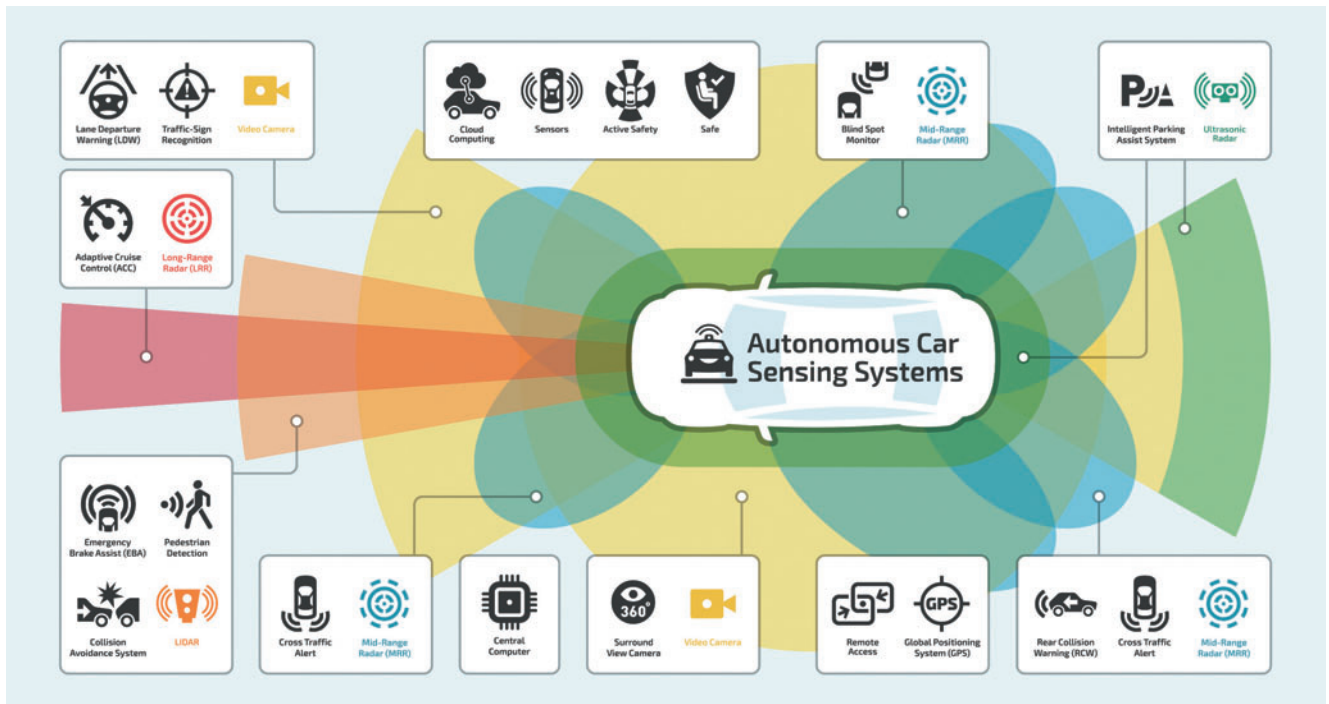 Lane Departure
Warning (LDW)
Traffic-Sign
Recognition
Video Camera
Cloud
Computing
Sensors
Active Safety
Safe
Blind Spot
Monitor
Mid-Range
Radar (MRR)
P
Intelligent Parking
Assist System
Ultrasonic
Radar
Adaptive Cruise
Control (ACC)
Long-Range
Radar (LRR)
Autonomous Car
Sensing Systems
Emergency
Brake Assist (EBA)
Pedestrian
Detection
Collision
Avoidance System
LIDAR
Cross Traffic
Alert
Mid-Range
Radar (MRR)
Central
Computer
360°
Surround
View Camera
Video Camera
Remote
Access
GPS
Global Positioning
System (GPS)
Rear Collision
Warning (RCW)
Cross Traffic
Alert
Mid-Range
Radar (MRR)